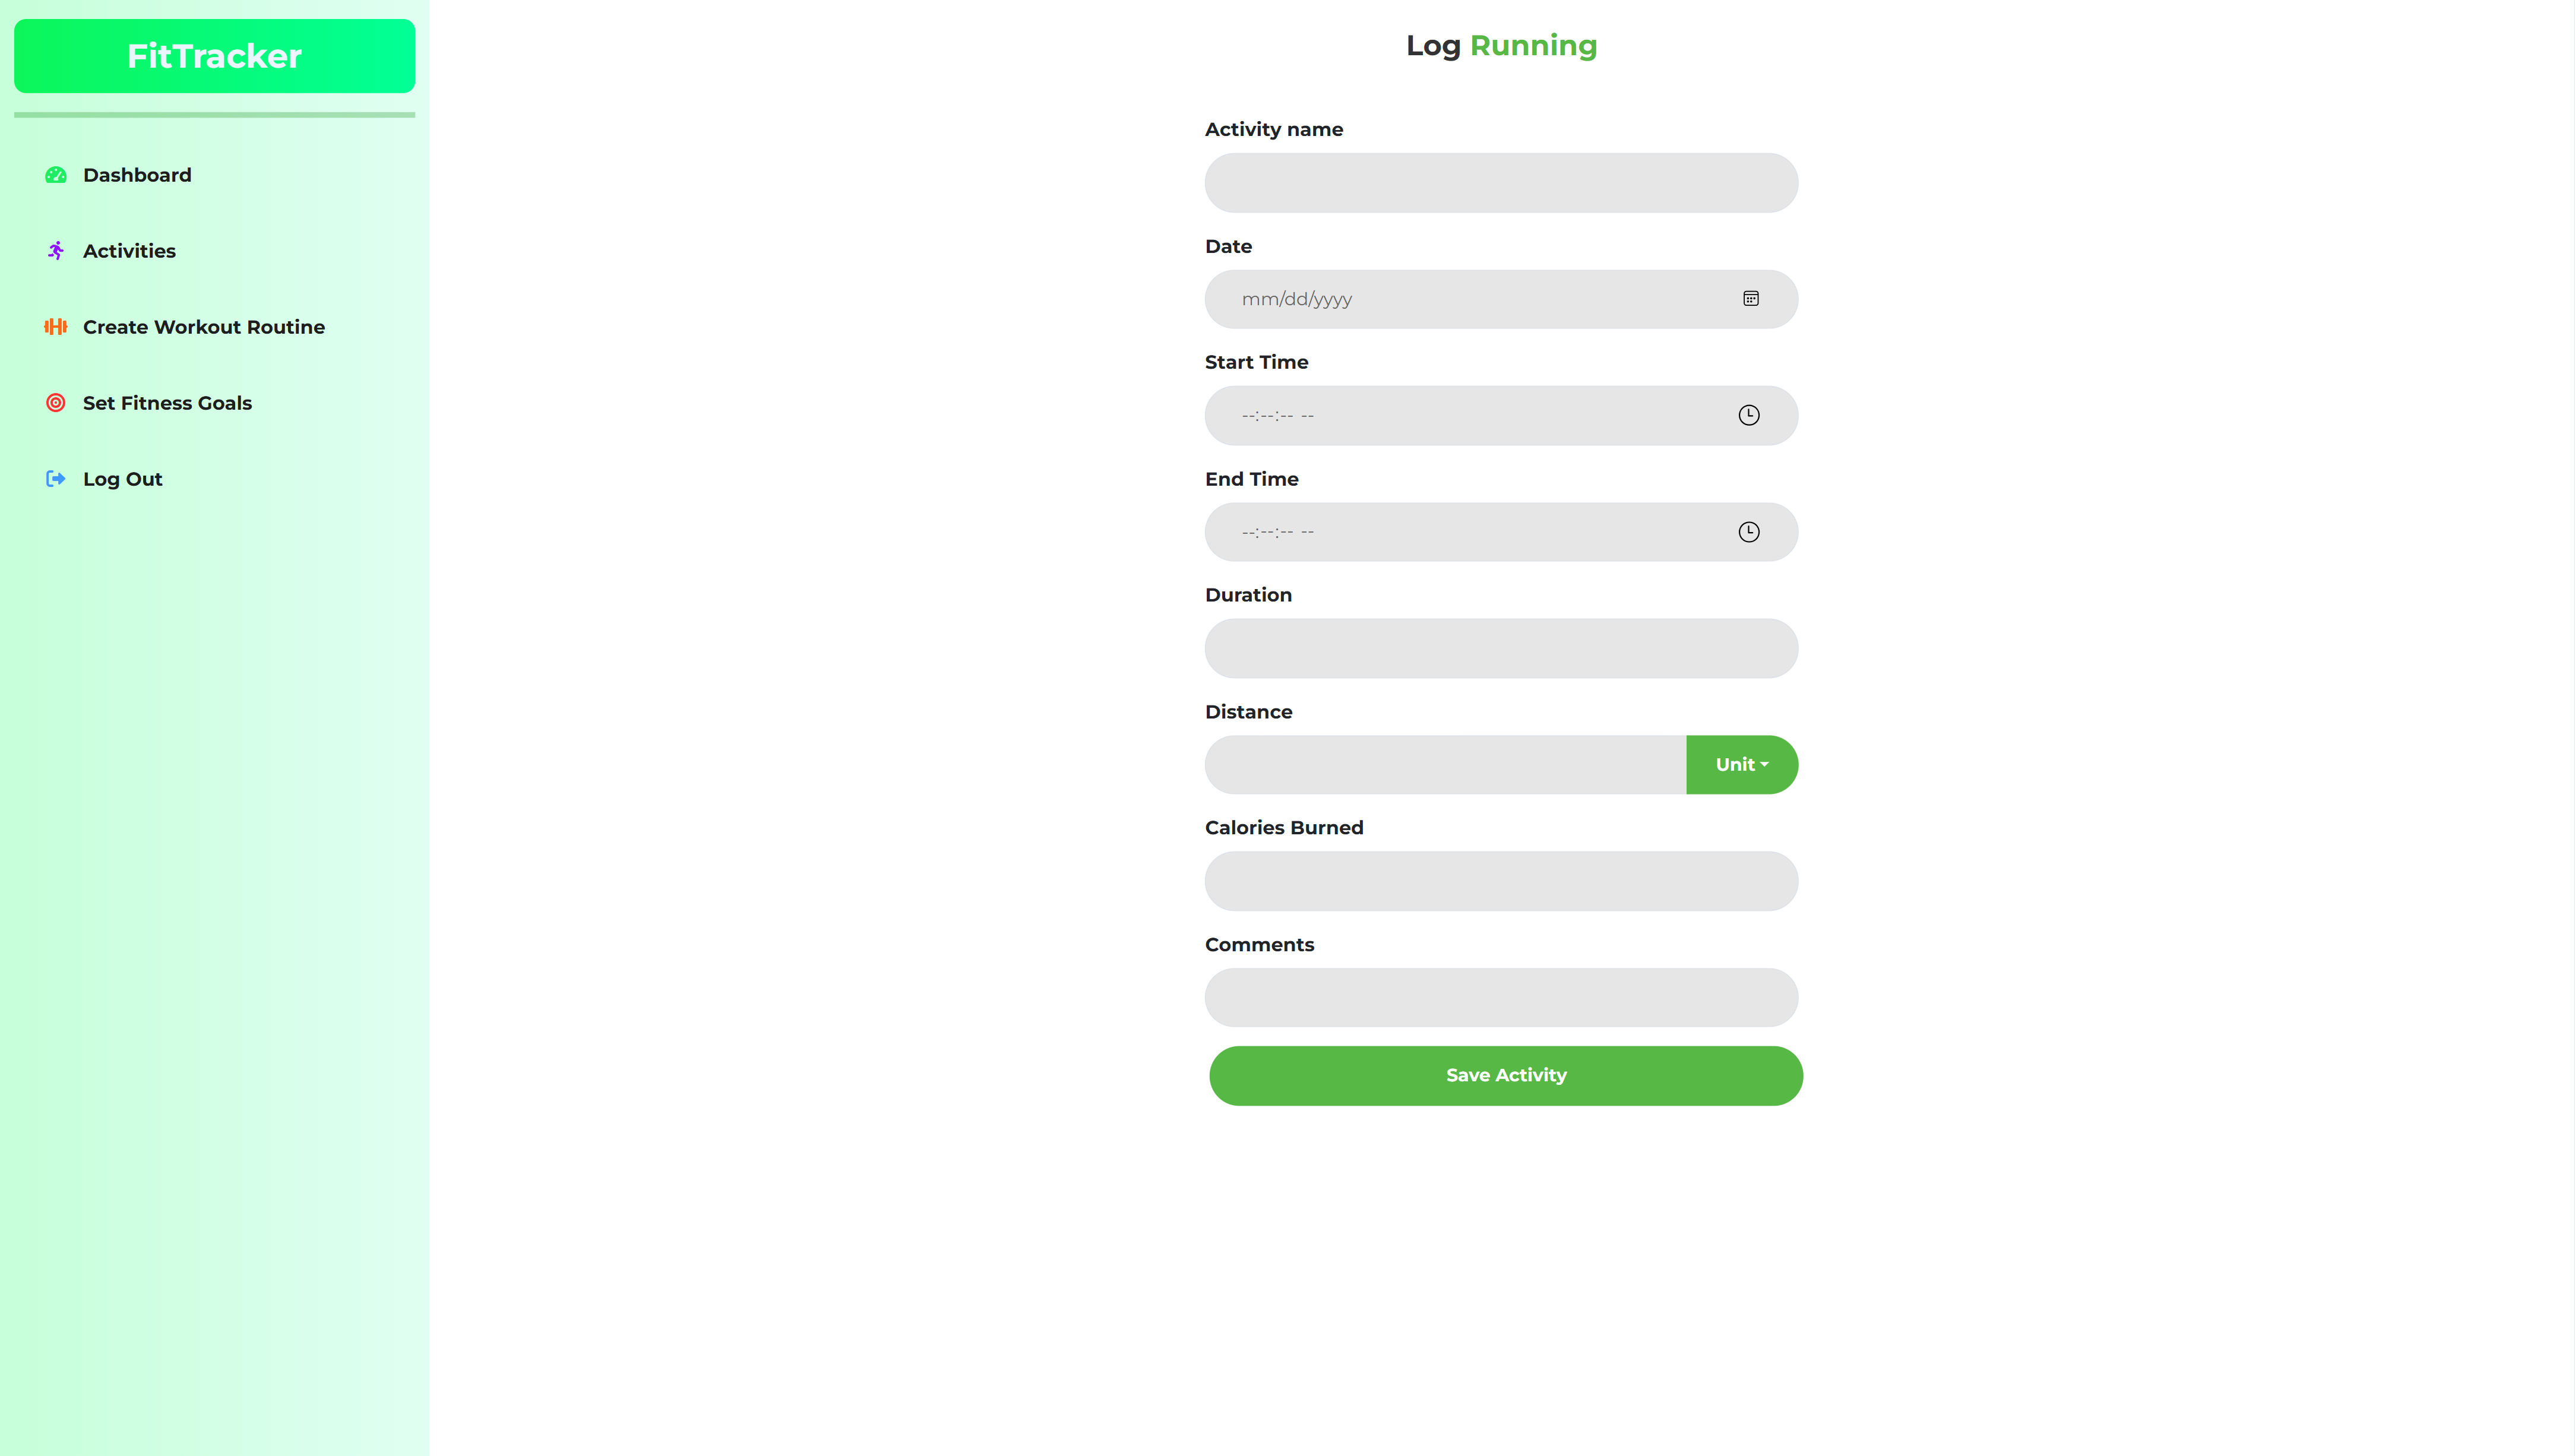 FitTracker
Dashboard
Activities
Create Workout Routine
Set Fitness Goals
Log Out
Log Running
Activity name
Date
mm/dd/yyyy
Start Time
--:--:-- --
End Time
--:--:-- --
Duration
Distance
Unit
Calories Burned
Comments
Save Activity